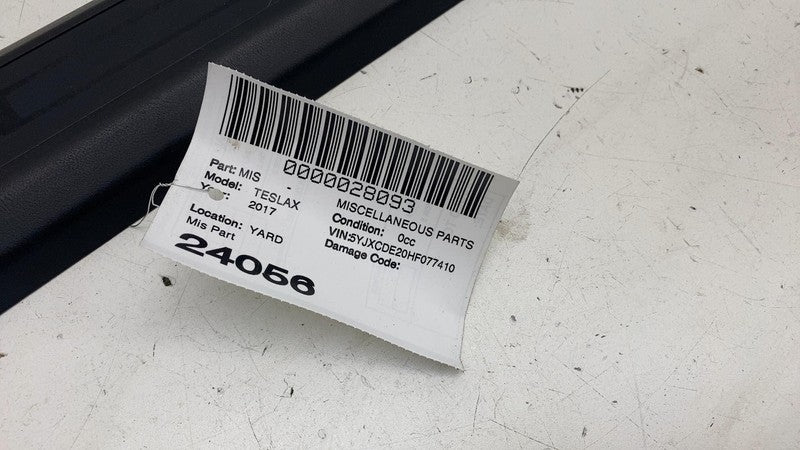 0000028093
Part: MIS - MISCELLANEOUS PARTS
Model: TESLAX Condition: 0cc
Year: 2017 VIN:5YJXCDE20HF077410
Damage Code:
Location: YARD
Mis Part
24056